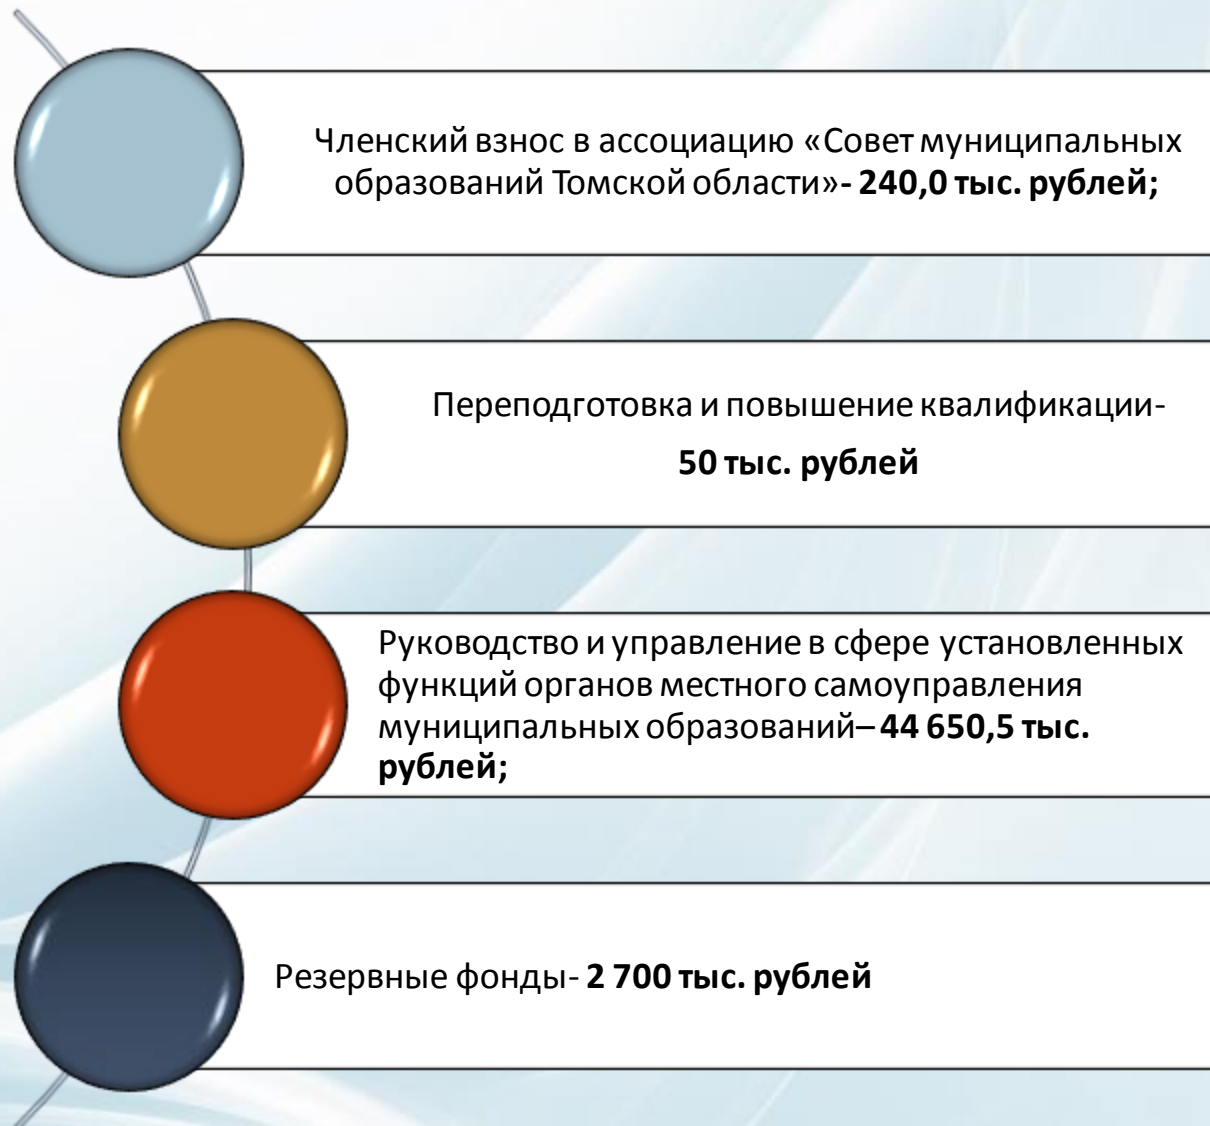 Членский взнос в ассоциацию «Совет муниципальных
образований Томской области»- 240,0 тыс. рублей;
Переподготовка и повышение квалификации-
50 тыс. рублей
Руководство и управление в сфере установленных
функций органов местного самоуправления
муниципальных образований– 44 650,5 тыс.
рублей;
Резервные фонды- 2 700 тыс. рублей